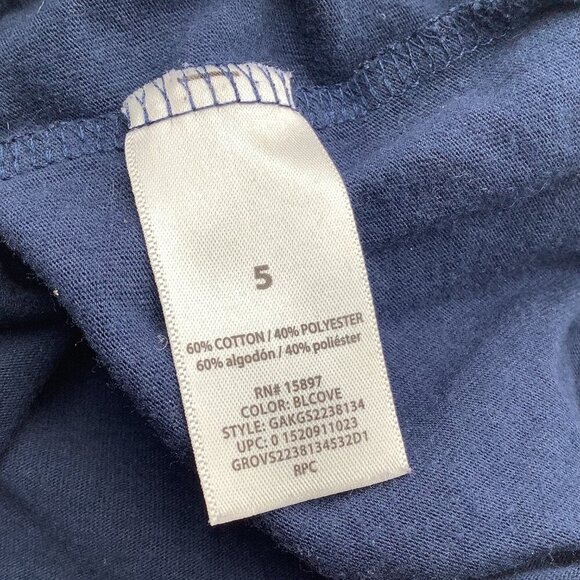 5
60% COTTON / 40% POLYESTER
60% algodón / 40% poliéster
RN# 15897
COLOR: BLCOVE
STYLE: GAKGS2238134
UPC: 0 1520911023
GROVS2238134532D1
RPC